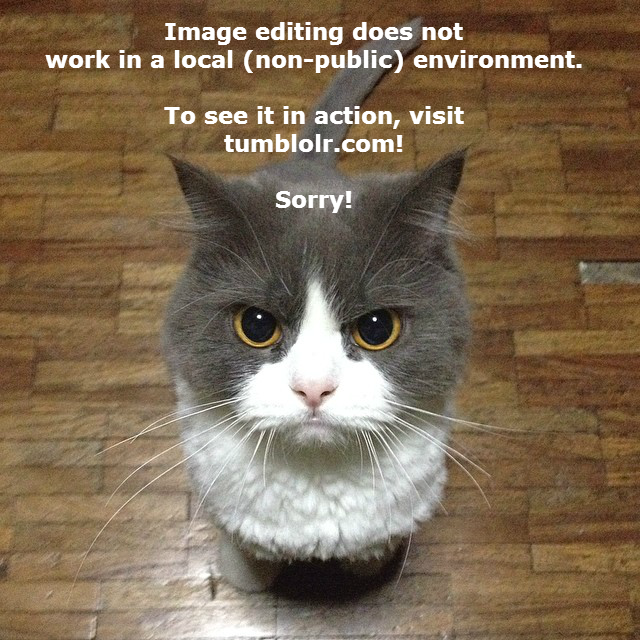 Image editing does not
work in a local (non-public) environment.
To see it in action, visit
tumblolr.com!
Sorry!